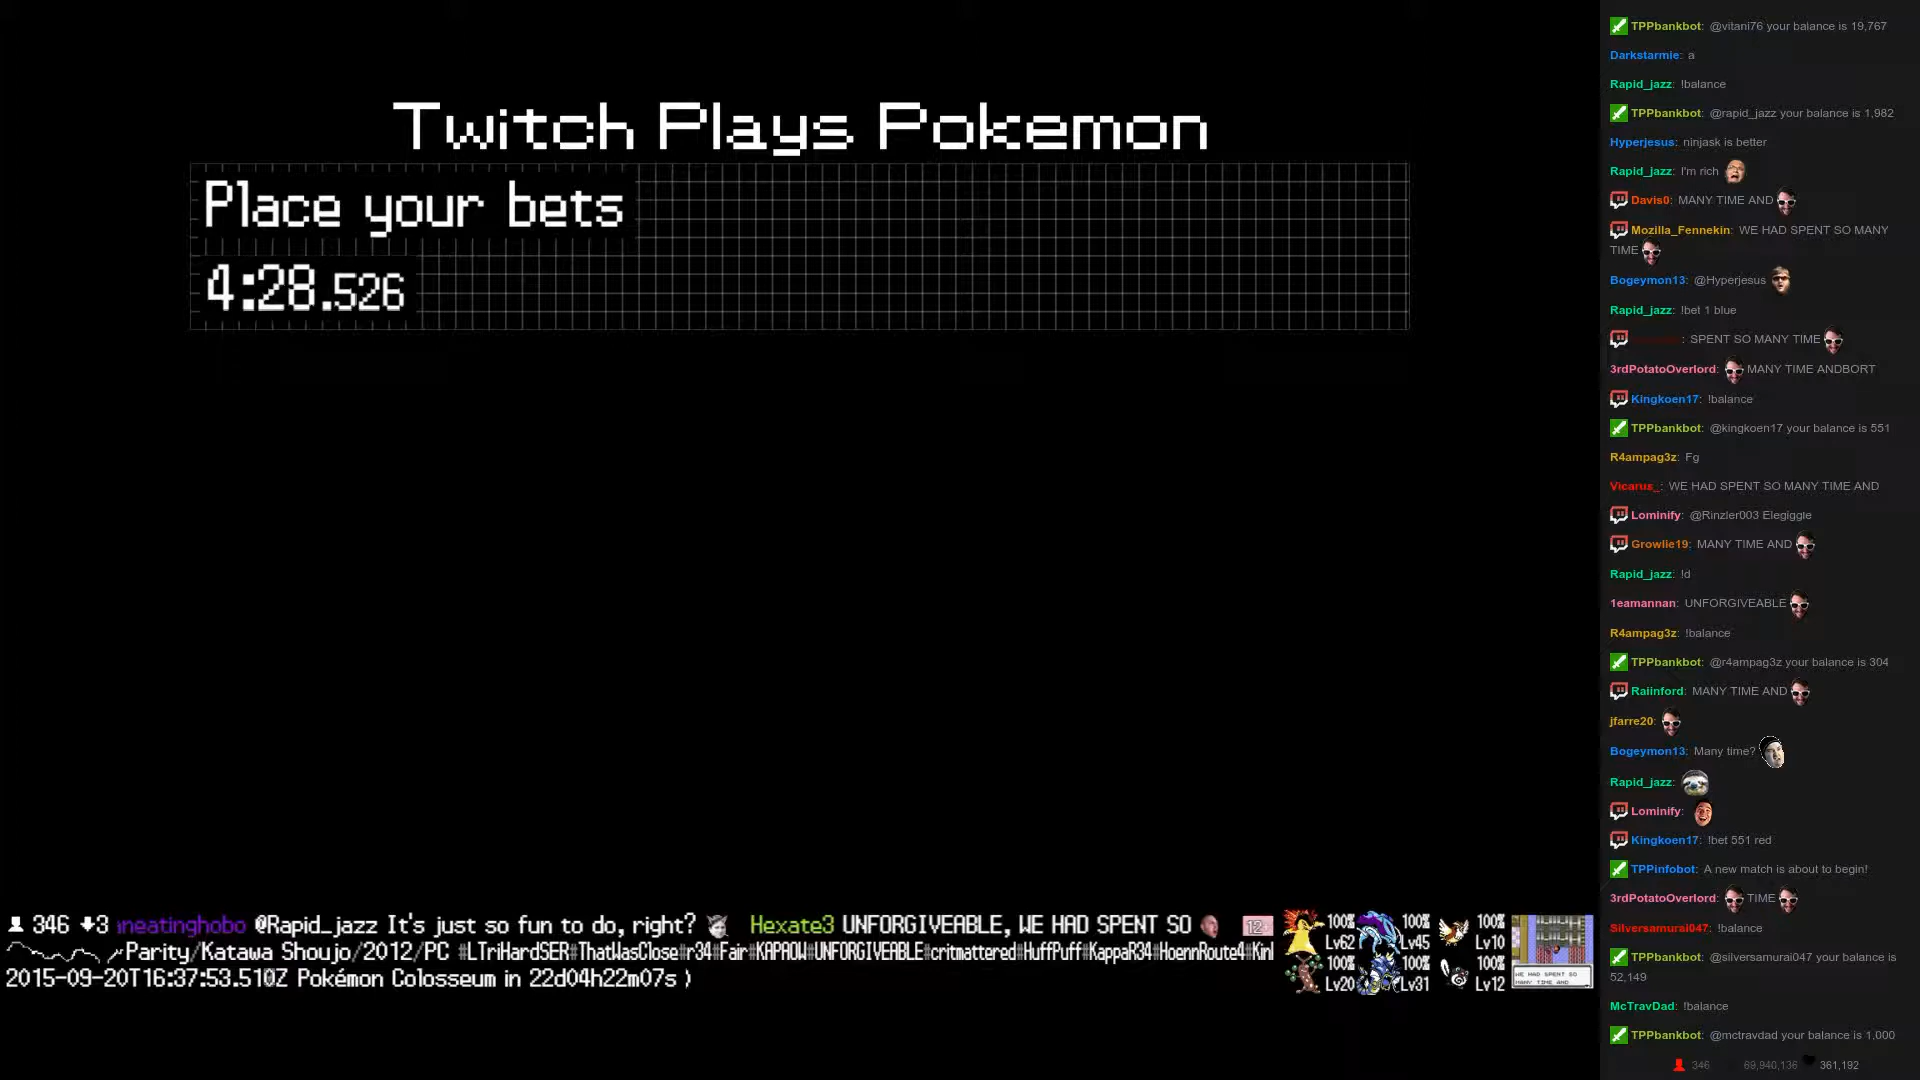 Twitch Plays Pokemon
Place your bets
4:28.526
TPPbankbot: @vitani76 your balance is 19,767
Darkstarmie: a
Rapid_jazz: !balance
TPPbankbot: @rapid_jazz your balance is 1,982
Hyperjesus: ninjask is better
Rapid_jazz: I'm rich
Davis0: MANY TIME AND
Mozilla_Fennekin: WE HAD SPENT SO MANY
TIME
Bogeymon13: @Hyperjesus
Rapid_jazz: !bet 1 blue
: SPENT SO MANY TIME
3rdPotatoOverlord: MANY TIME ANDBORT
Kingkoen17: !balance
TPPbankbot: @kingkoen17 your balance is 551
R4ampag3z: Fg
Vicarus_: WE HAD SPENT SO MANY TIME AND
Lominify: @Rinzler003 Elegiggle
Growlie19: MANY TIME AND
Rapid_jazz: !d
1eamannan: UNFORGIVEABLE
R4ampag3z: !balance
TPPbankbot: @r4ampag3z your balance is 304
Raiinford: MANY TIME AND
jfarre20:
Bogeymon13: Many time?
Rapid_jazz:
Lominify:
Kingkoen17: !bet 551 red
TPPinfobot: A new match is about to begin!
3rdPotatoOverlord: TIME
Silversamurai047: !balance
TPPbankbot: @silversamurai047 your balance is
52,149
McTravDad: !balance
TPPbankbot: @mctravdad your balance is 1,000
346 69,940,136 361,192
346 3 neatinghobo @Rapid_jazz It's just so fun to do, right? Hexate3 UNFORGIVEABLE, WE HAD SPENT SO 12
Parity/Katawa Shoujo/2012/PC #LTriHardSER#ThatWasClose#r34#Fair#KAPAOW#UNFORGIVEABLE#critmattered#HuffPuff#KappaR34#HoennRoute4#Kinl
2015-09-20T16:37:53.510Z Pokémon Colosseum in 22d04h22m07s )
100% 100% 100%
Lv62 Lv45 Lv10
100% 100% 100%
Lv20 Lv31 Lv12
WE HAD SPENT SO
MANY TIME AND